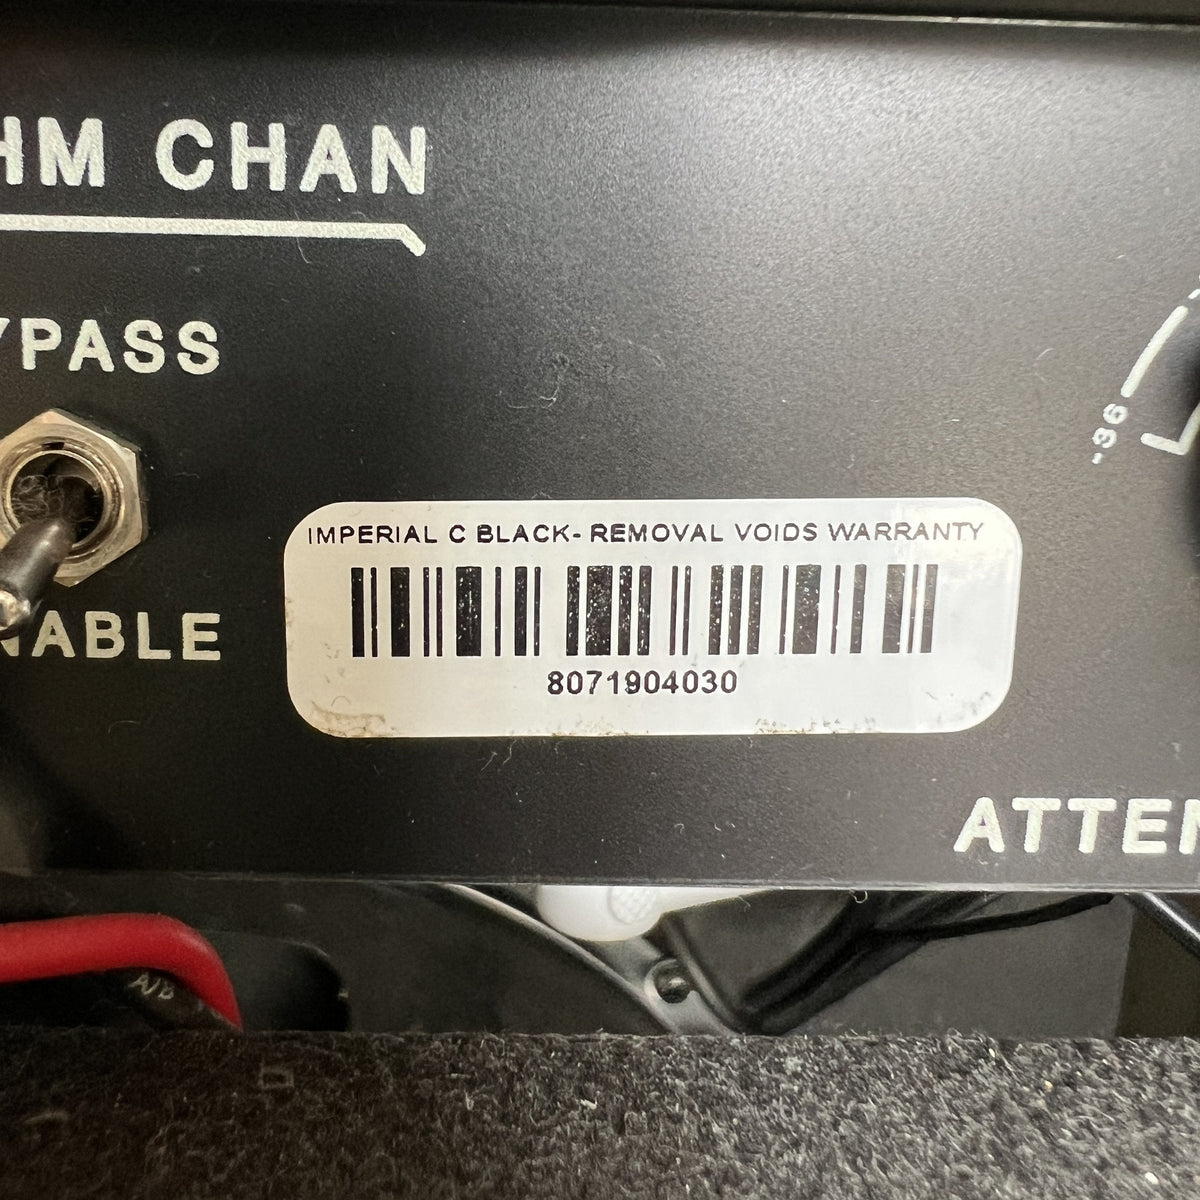 HM CHAN
YPASS
-36
IMPERIAL C BLACK- REMOVAL VOIDS WARRANTY
8071904030
NABLE
ATTEN
A/B